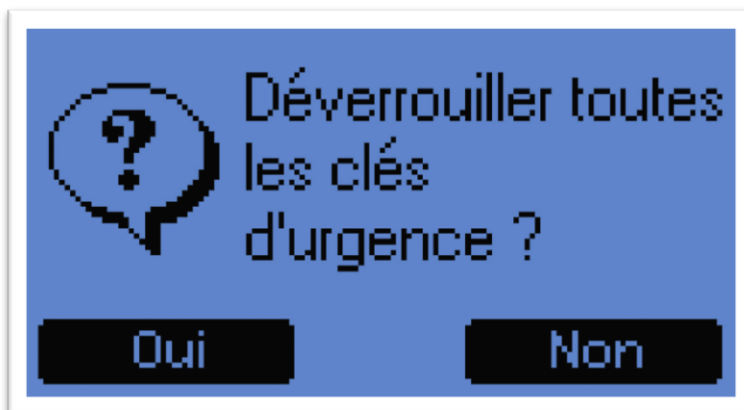 ?
Déverrouiller toutes
les clés
d'urgence ?
Oui
Non